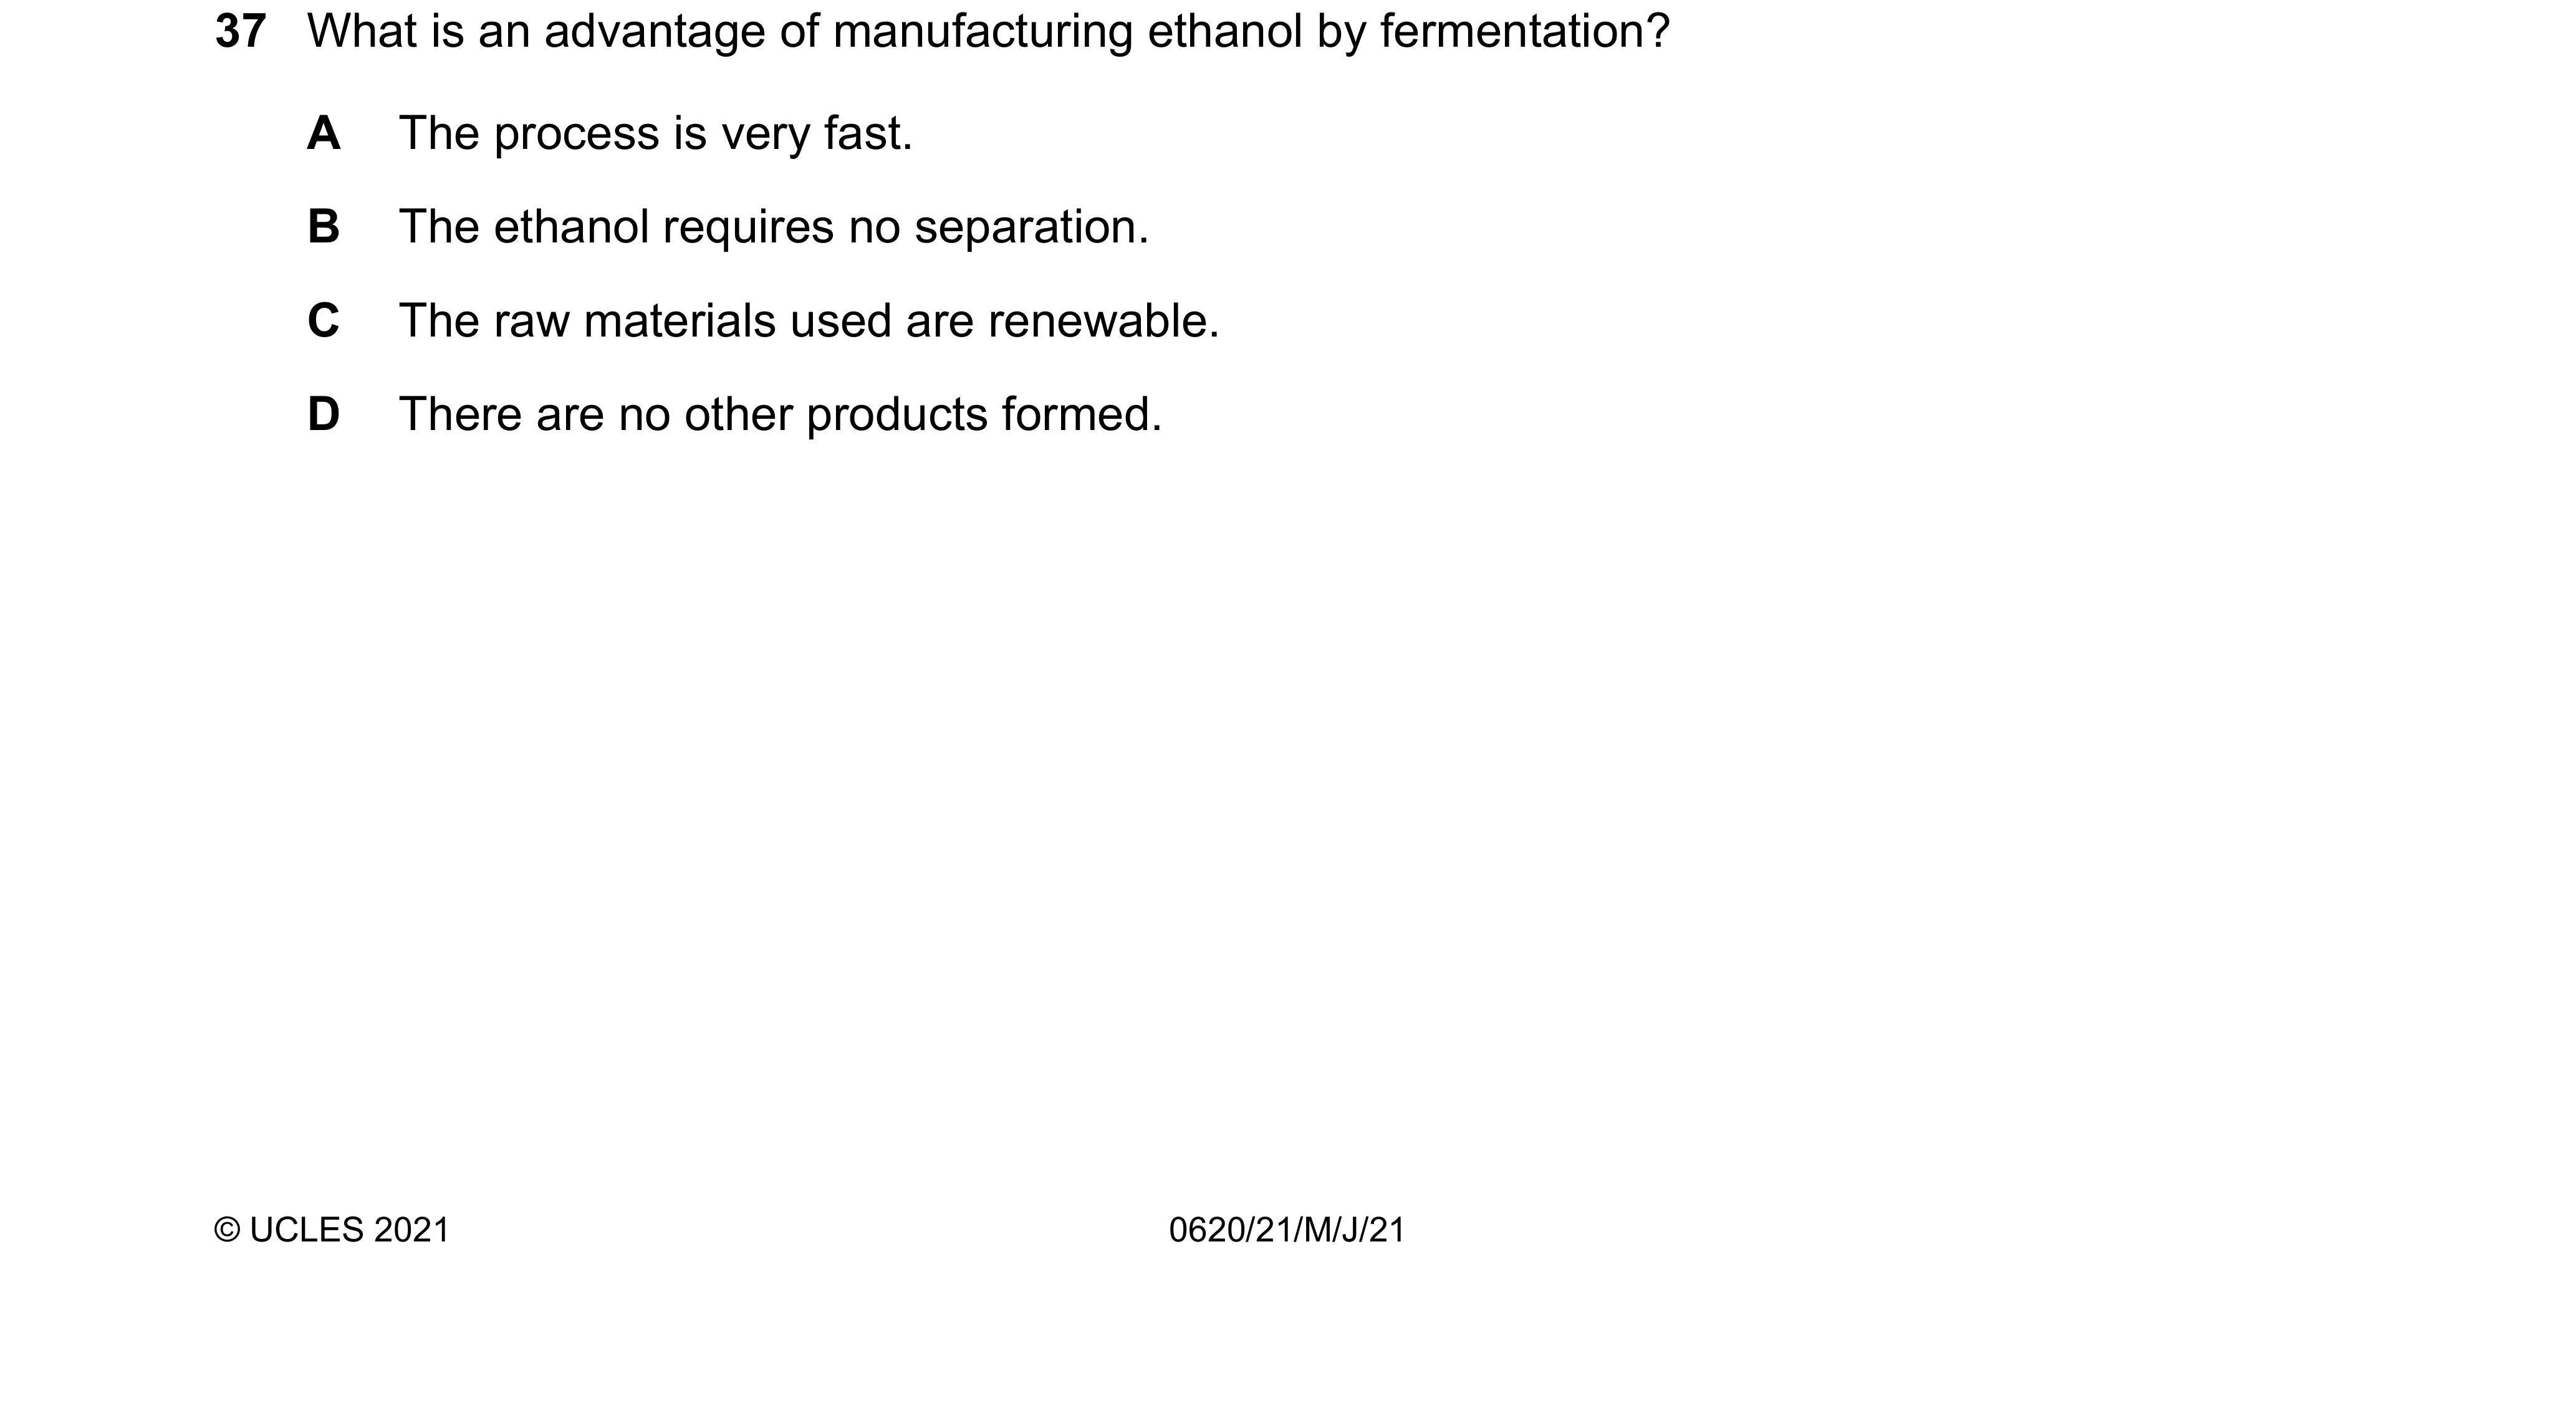 37 What is an advantage of manufacturing ethanol by fermentation?
A The process is very fast.
B The ethanol requires no separation.
C The raw materials used are renewable.
D There are no other products formed.
© UCLES 2021 0620/21/M/J/21